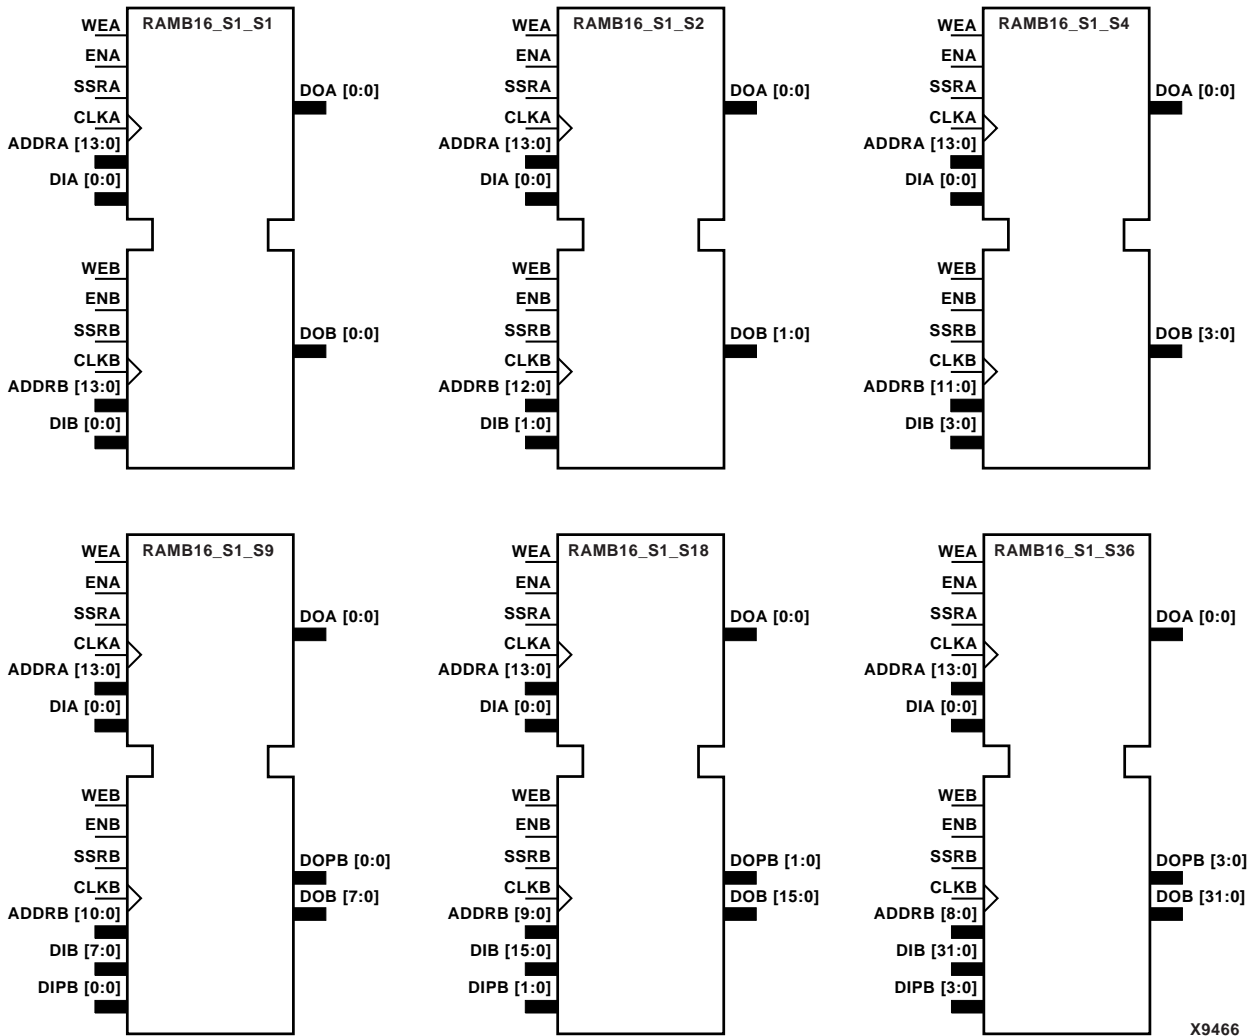 RAMB16_S1_S1
WEA
ENA
SSRA
CLKA
ADDRA [13:0]
DIA [0:0]
DOA [0:0]
WEB
ENB
SSRB
CLKB
ADDRB [13:0]
DIB [0:0]
DOB [0:0]
RAMB16_S1_S2
WEA
ENA
SSRA
CLKA
ADDRA [13:0]
DIA [0:0]
DOA [0:0]
WEB
ENB
SSRB
CLKB
ADDRB [12:0]
DIB [1:0]
DOB [1:0]
RAMB16_S1_S4
WEA
ENA
SSRA
CLKA
ADDRA [13:0]
DIA [0:0]
DOA [0:0]
WEB
ENB
SSRB
CLKB
ADDRB [11:0]
DIB [3:0]
DOB [3:0]
RAMB16_S1_S9
WEA
ENA
SSRA
CLKA
ADDRA [13:0]
DIA [0:0]
DOA [0:0]
WEB
ENB
SSRB
CLKB
ADDRB [10:0]
DIB [7:0]
DIPB [0:0]
DOPB [0:0]
DOB [7:0]
RAMB16_S1_S18
WEA
ENA
SSRA
CLKA
ADDRA [13:0]
DIA [0:0]
DOA [0:0]
WEB
ENB
SSRB
CLKB
ADDRB [9:0]
DIB [15:0]
DIPB [1:0]
DOPB [1:0]
DOB [15:0]
RAMB16_S1_S36
WEA
ENA
SSRA
CLKA
ADDRA [13:0]
DIA [0:0]
DOA [0:0]
WEB
ENB
SSRB
CLKB
ADDRB [8:0]
DIB [31:0]
DIPB [3:0]
DOPB [3:0]
DOB [31:0]
X9466